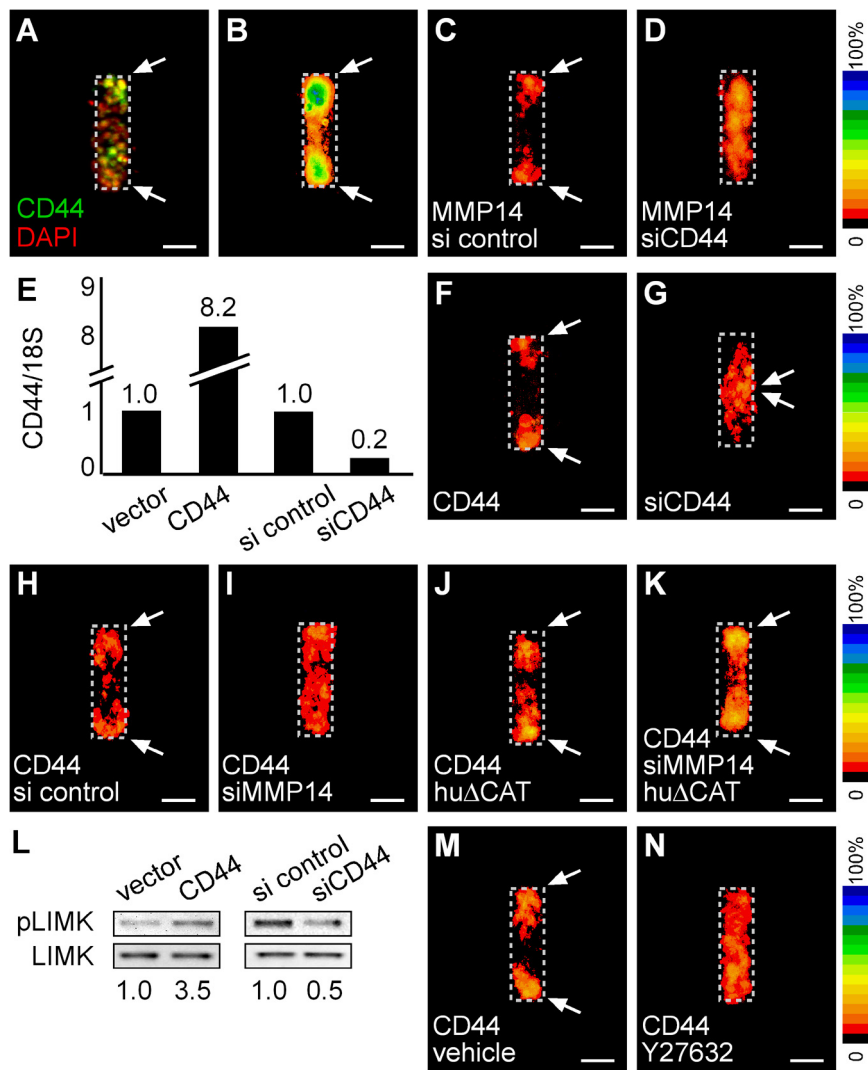 A
CD44
DAPI
B
C
MMP14
si control
D
MMP14
siCD44
100%
0
E
CD44/18S
9
8
1
0
1.0
8.2
1.0
0.2
vector
CD44
si control
siCD44
F
CD44
G
siCD44
100%
0
H
CD44
si control
I
CD44
siMMP14
J
CD44
huΔCAT
K
CD44
siMMP14
huΔCAT
100%
0
L
vector
CD44
si control
siCD44
pLIMK
LIMK
1.0 3.5 1.0 0.5
M
CD44
vehicle
N
CD44
Y27632
100%
0